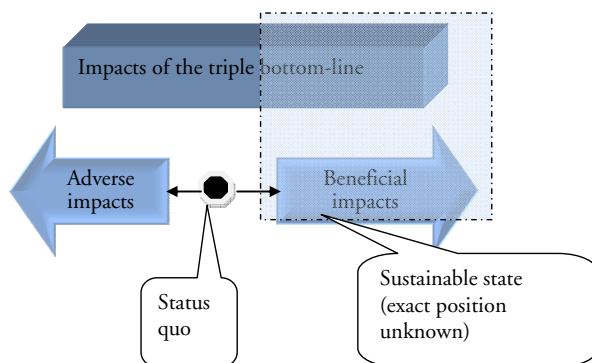 Impacts of the triple bottom-line
Adverse
impacts
Beneficial
impacts
Status
quo
Sustainable state
(exact position
unknown)